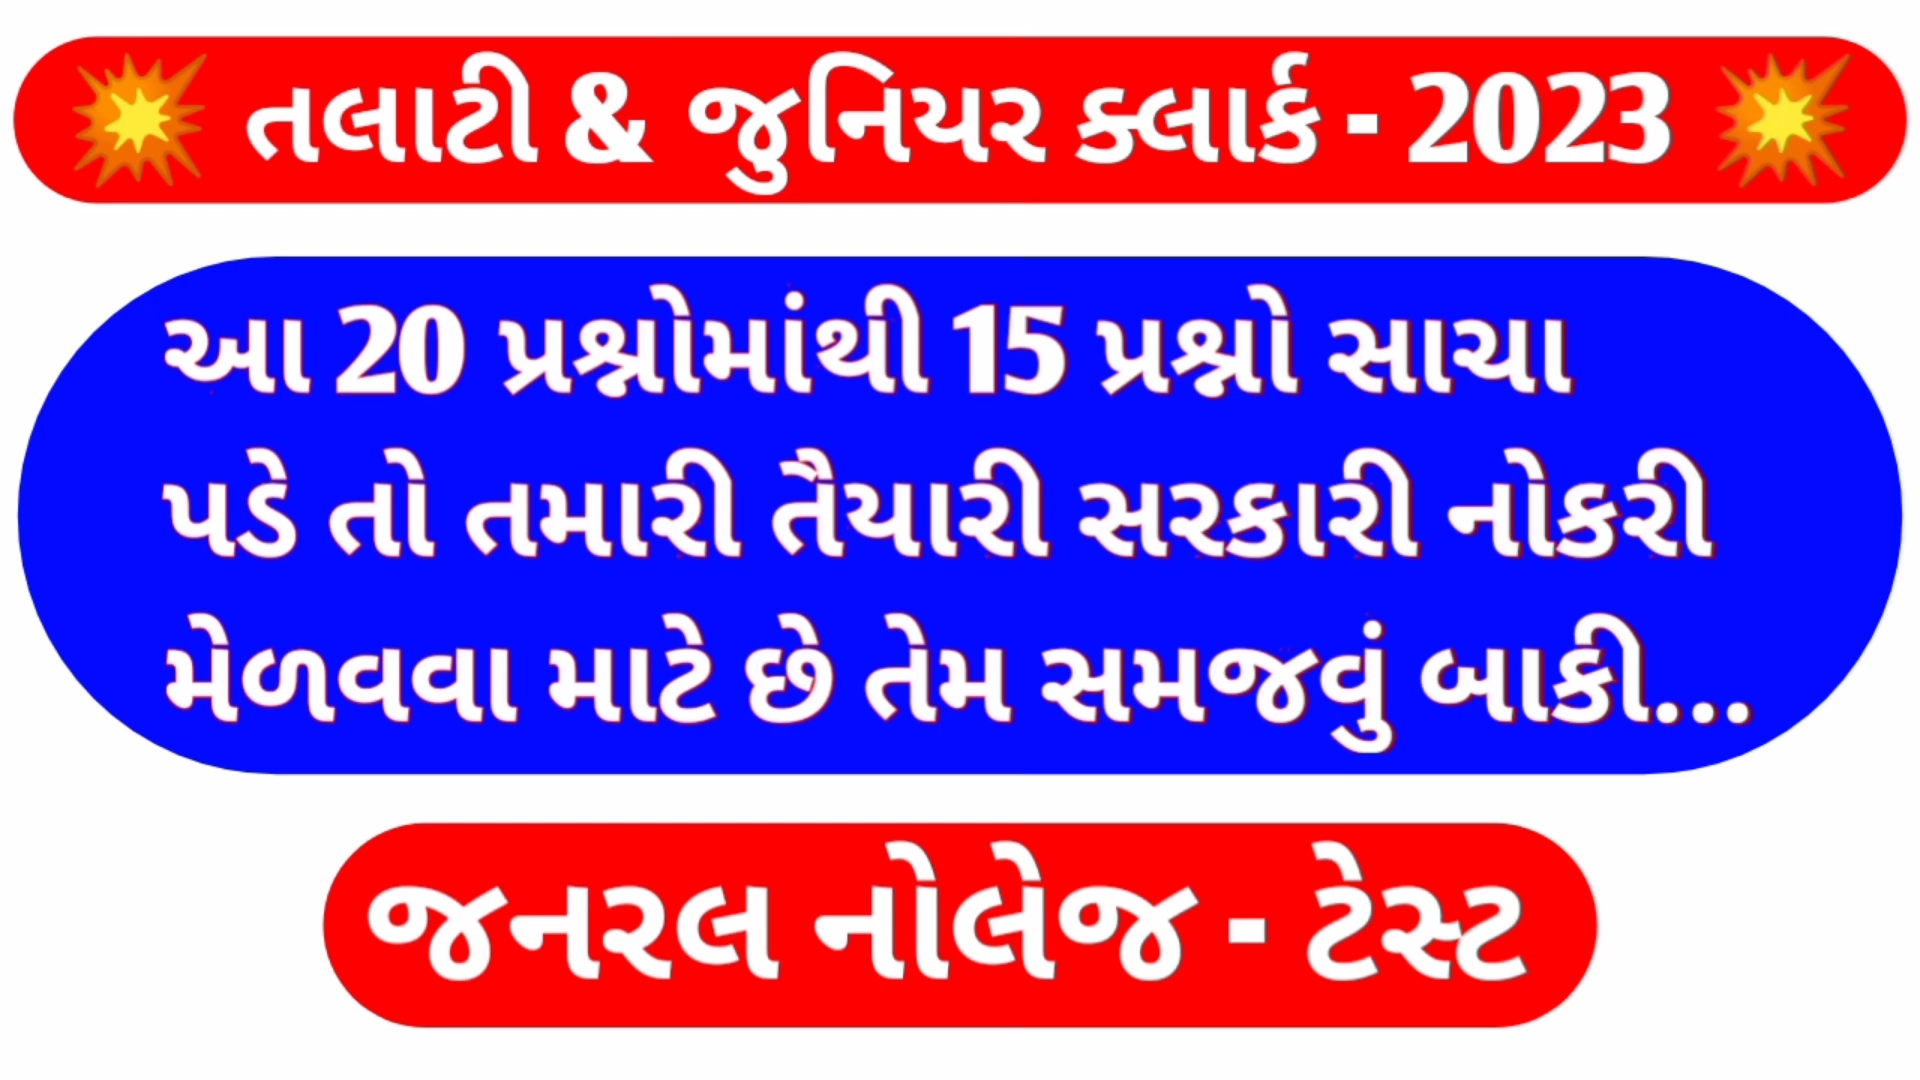 💥 તલાટી & જુનિયર ક્લાર્ક - 2023 💥
આ 20 પ્રશ્નોમાંથી 15 પ્રશ્નો સાચા
પડે તો તમારી તૈયારી સરકારી નોકરી
મેળવવા માટે છે તેમ સમજવું બાકી...
જનરલ નોલેજ - ટેસ્ટ